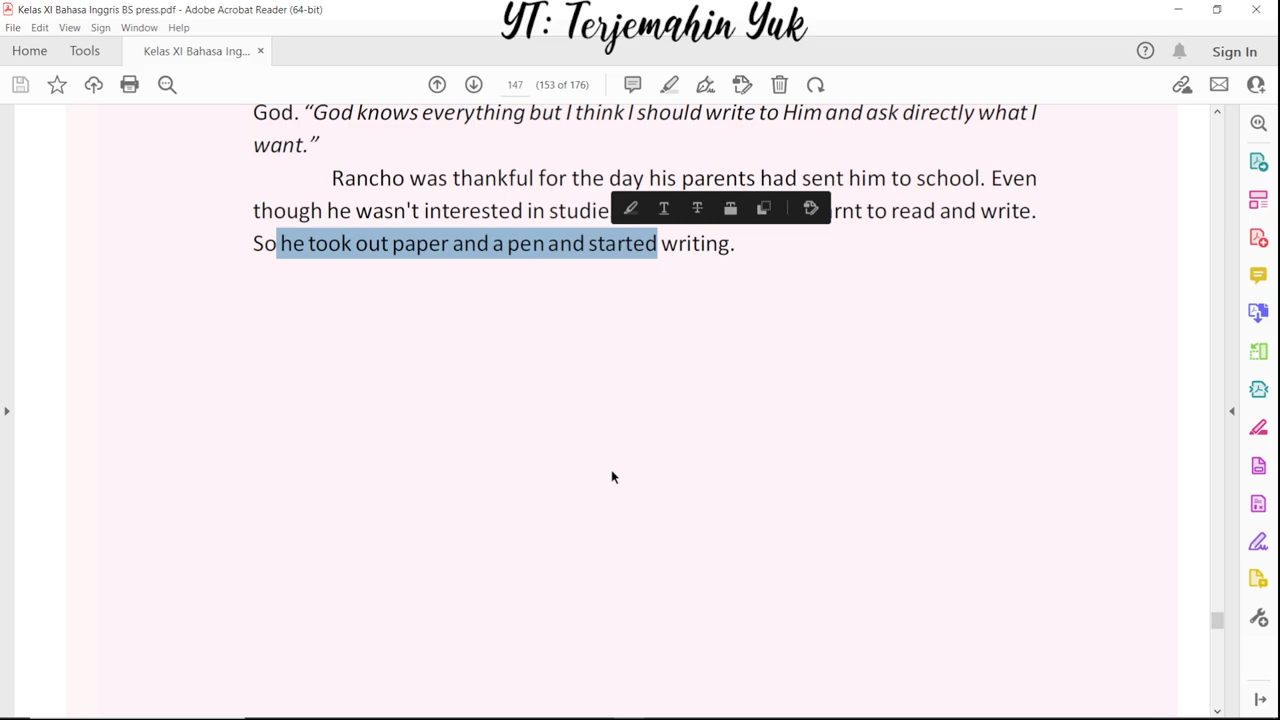 Kelas XI Bahasa Inggris BS press.pdf - Adobe Acrobat Reader (64-bit)
YT: Terjemahin Yuk
File Edit View Sign Window Help
Home Tools Kelas XI Bahasa Ing... × Sign In
147 (153 of 176)
God. “God knows everything but I think I should write to Him and ask directly what I
want.”
Rancho was thankful for the day his parents had sent him to school. Even
though he wasn't interested in to read and write.
So he took out paper and a pen and started writing.